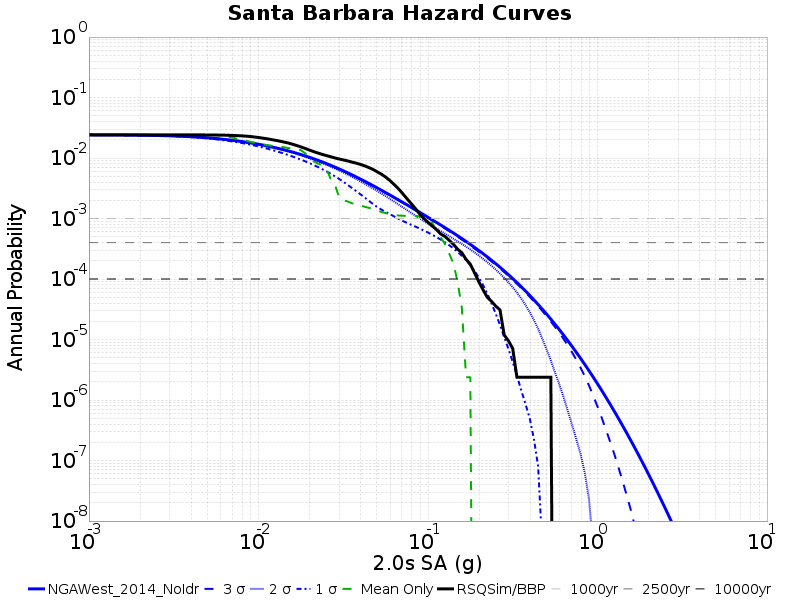 Santa Barbara Hazard Curves
10^0
10^-1
10^-2
10^-3
10^-4
10^-5
10^-6
10^-7
10^-8
Annual Probability
10^-3 10^-2 10^-1 10^0 10^1
2.0s SA (g)
NGAWest_2014_NoIdr 3 σ 2 σ 1 σ Mean Only RSQSim/BBP 1000yr 2500yr 10000yr